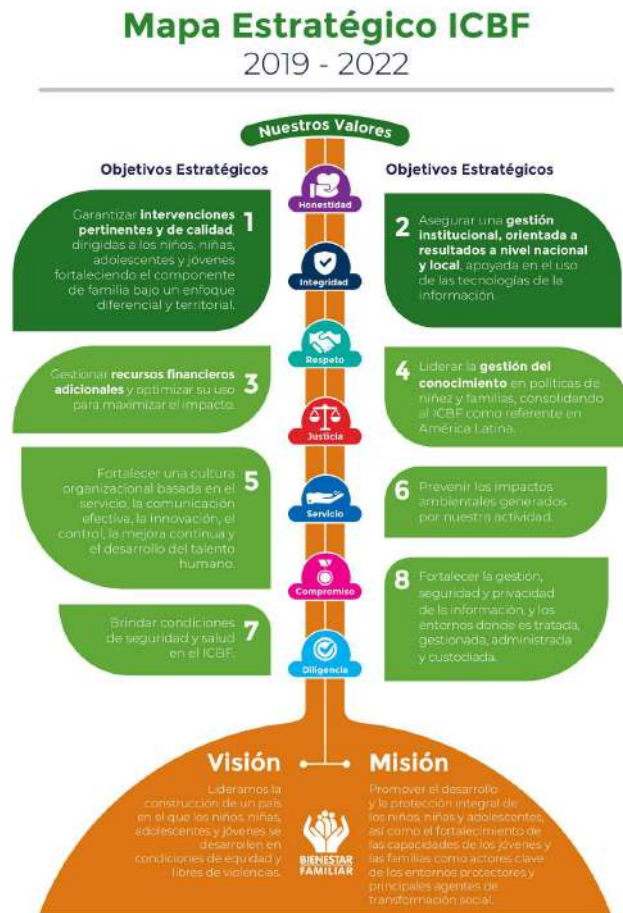 Mapa Estratégico ICBF
2019 - 2022
Nuestros Valores
Objetivos Estratégicos
Objetivos Estratégicos
Honestidad
1
Garantizar intervenciones
pertinentes y de calidad,
dirigidas a los niños, niñas,
adolescentes y jóvenes
fortaleciendo el componente
de familia bajo un enfoque
diferencial y territorial.
2
Asegurar una gestión
institucional, orientada a
resultados a nivel nacional
y local, apoyada en el uso
de las tecnologías de la
información.
Integridad
Respeto
3
Gestionar recursos financieros
adicionales y optimizar su uso
para maximizar el impacto.
4
Liderar la gestión del
conocimiento en políticas de
niñez y familias, consolidando
al ICBF como referente en
América Latina.
Justicia
5
Fortalecer una cultura
organizacional basada en el
servicio, la comunicación
efectiva, la innovación, el
control, la mejora continua y
el desarrollo del talento
humano.
Servicio
6
Prevenir los impactos
ambientales generados
por nuestra actividad.
Compromiso
7
Brindar condiciones
de seguridad y salud
en el ICBF.
8
Fortalecer la gestión,
seguridad y privacidad
de la información, y los
entornos donde es tratada,
gestionada, administrada
y custodiada.
Diligencia
Visión
Lideramos la
construcción de un país
en el que los niños, niñas,
adolescentes y jóvenes se
desarrollen en
condiciones de equidad y
libres de violencias.
BIENESTAR
FAMILIAR
Misión
Promover el desarrollo
y la protección integral de
los niños, niñas y adolescentes,
así como el fortalecimiento de
las capacidades de los jóvenes y
las familias como actores clave
de los entornos protectores y
principales agentes de
transformación social.